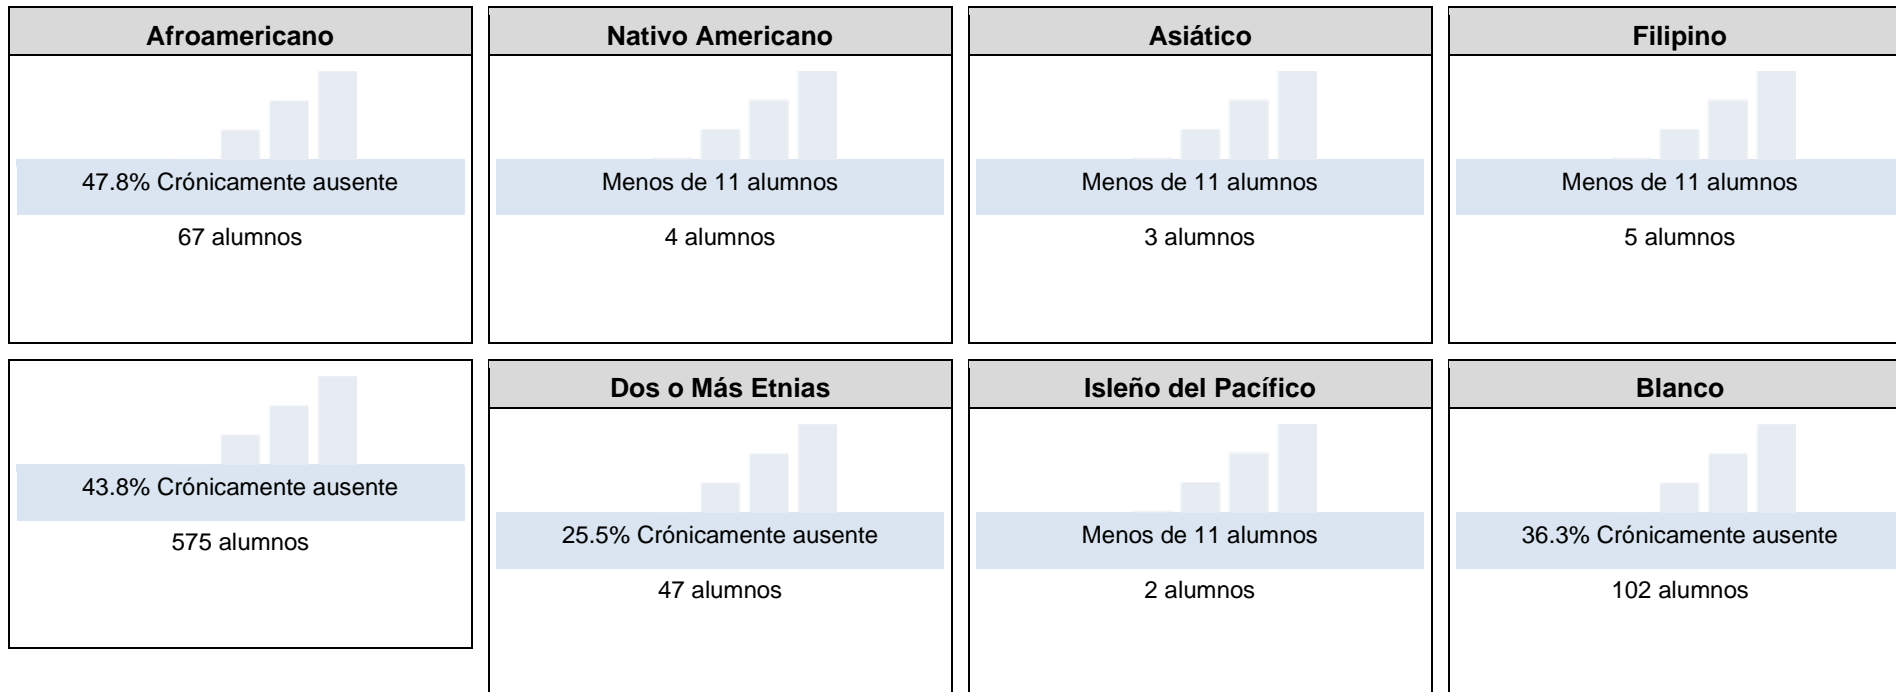 Afroamericano
47.8% Crónicamente ausente
67 alumnos
Nativo Americano
Menos de 11 alumnos
4 alumnos
Asiático
Menos de 11 alumnos
3 alumnos
Filipino
Menos de 11 alumnos
5 alumnos
43.8% Crónicamente ausente
575 alumnos
Dos o Más Etnias
25.5% Crónicamente ausente
47 alumnos
Isleño del Pacífico
Menos de 11 alumnos
2 alumnos
Blanco
36.3% Crónicamente ausente
102 alumnos